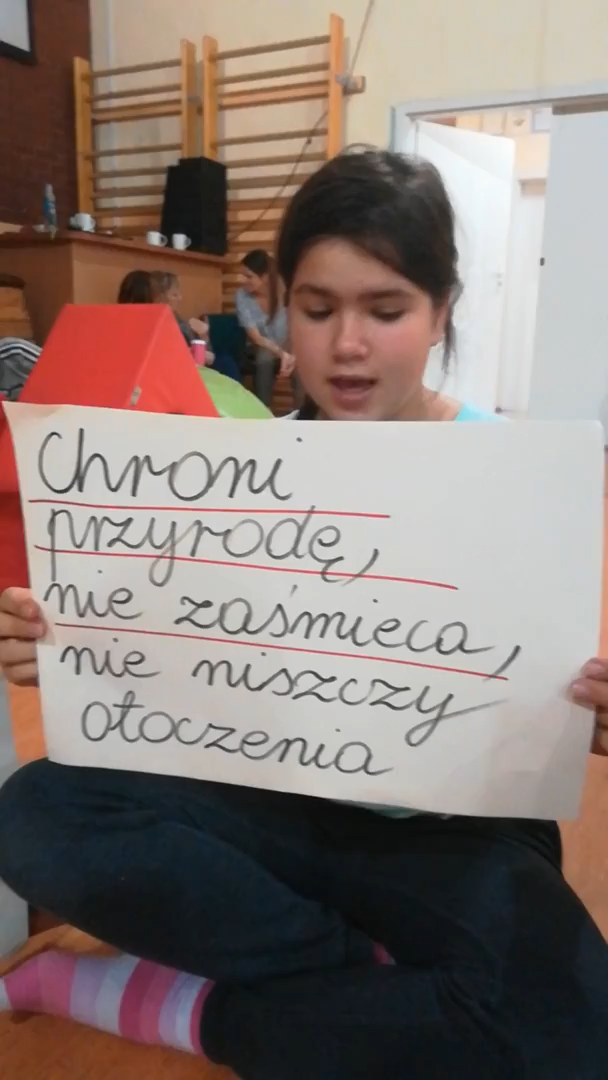 Chroni
przyrodę,
nie zaśmieca,
nie niszczy
otoczenia